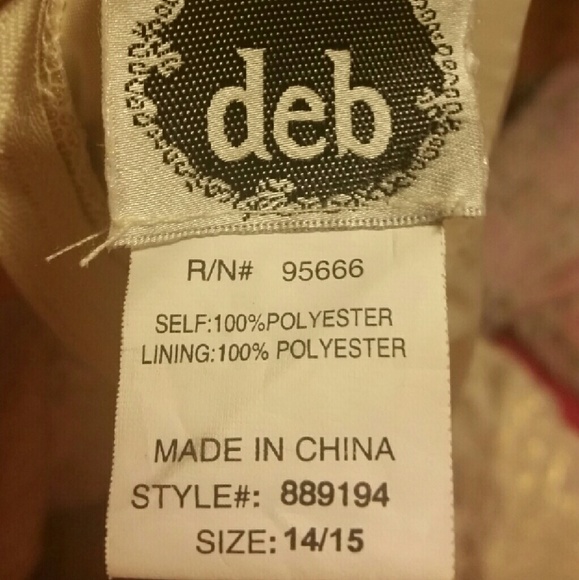 deb
R/N# 95666
SELF:100%POLYESTER
LINING:100% POLYESTER
MADE IN CHINA
STYLE#: 889194
SIZE: 14/15